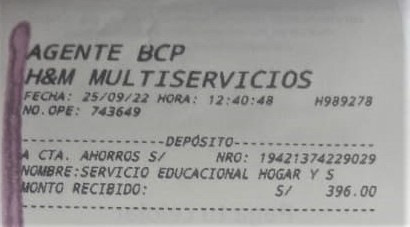 AGENTE BCP
H&M MULTISERVICIOS
FECHA: 25/09/22 HORA: 12:40:48 H989278
NO.OPE: 743649
--------------------DEPÓSITO--------------------
A CTA. AHORROS S/ NRO: 19421374229029
NOMBRE:SERVICIO EDUCACIONAL HOGAR Y S
MONTO RECIBIDO: S/ 396.00